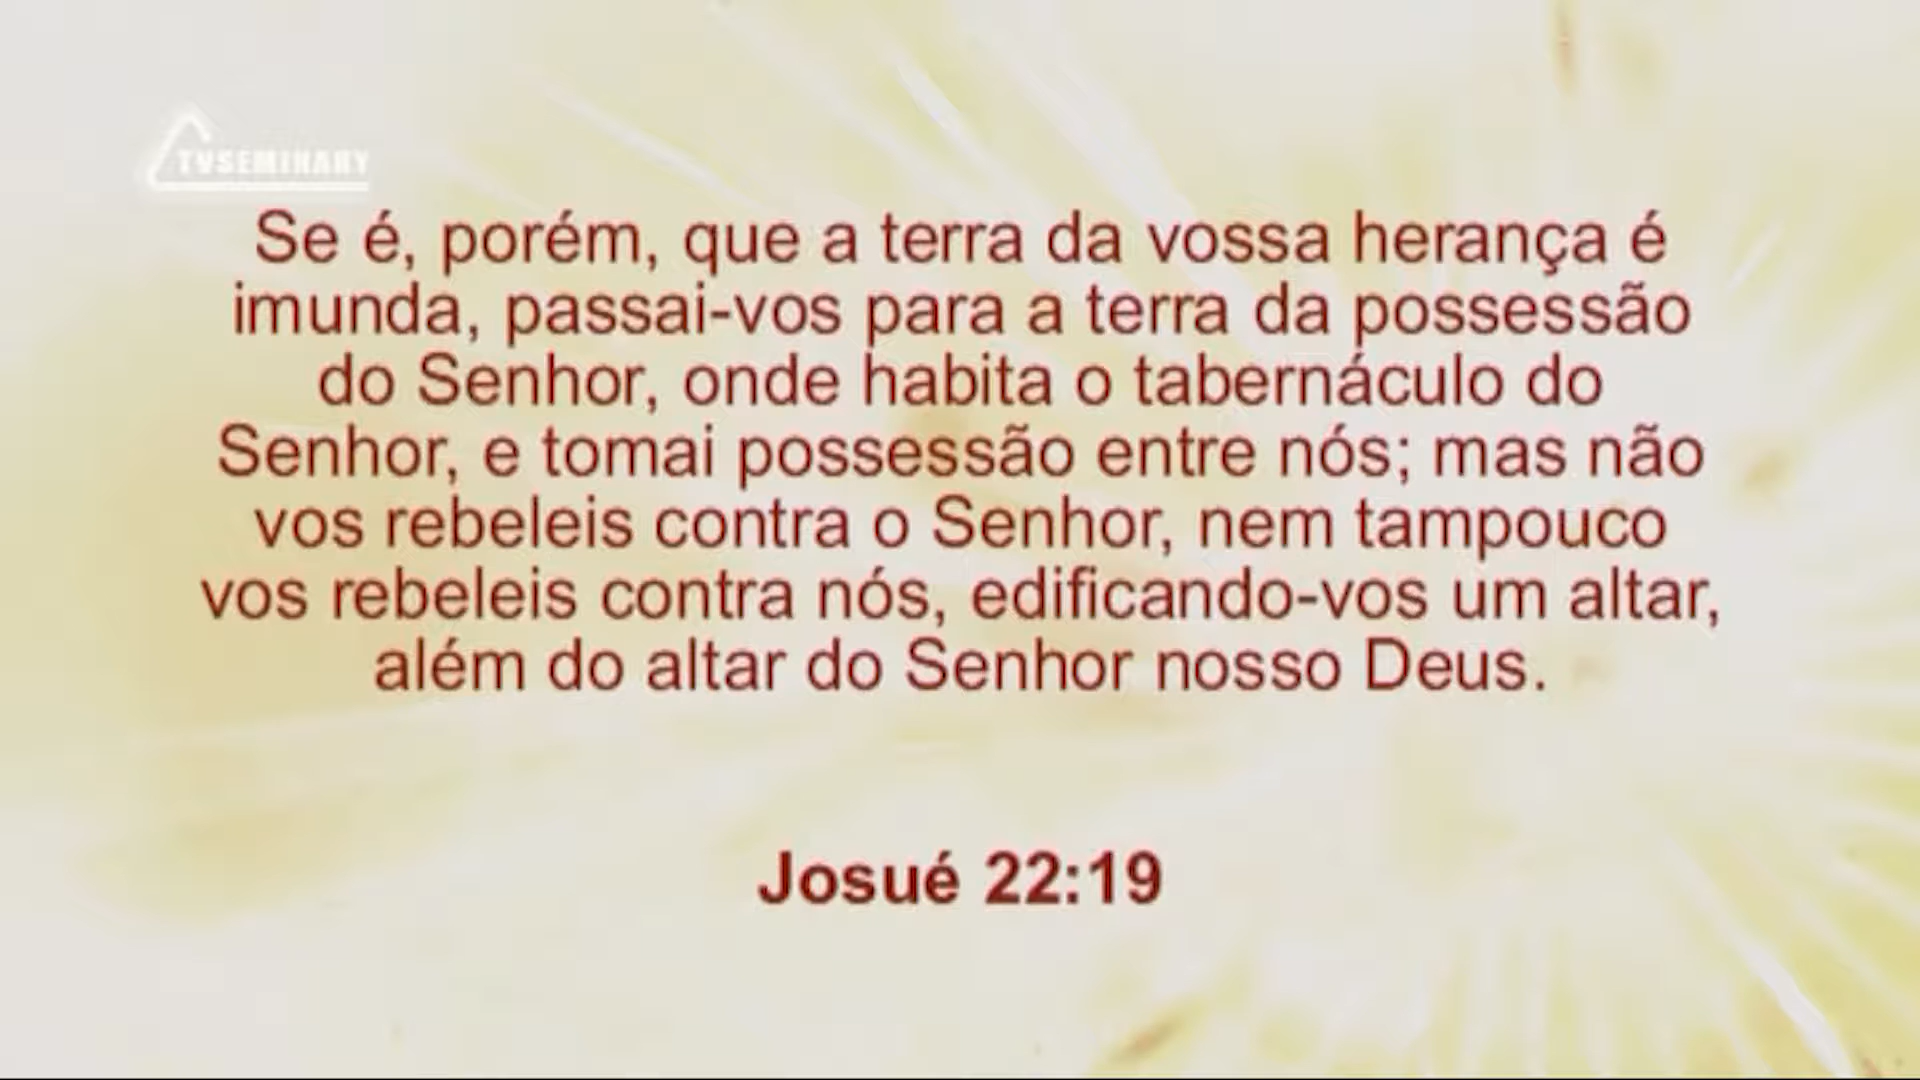 TVSEMINARY
Se é, porém, que a terra da vossa herança é
imunda, passai-vos para a terra da possessão
do Senhor, onde habita o tabernáculo do
Senhor, e tomai possessão entre nós; mas não
vos rebeleis contra o Senhor, nem tampouco
vos rebeleis contra nós, edificando-vos um altar,
além do altar do Senhor nosso Deus.
Josué 22:19